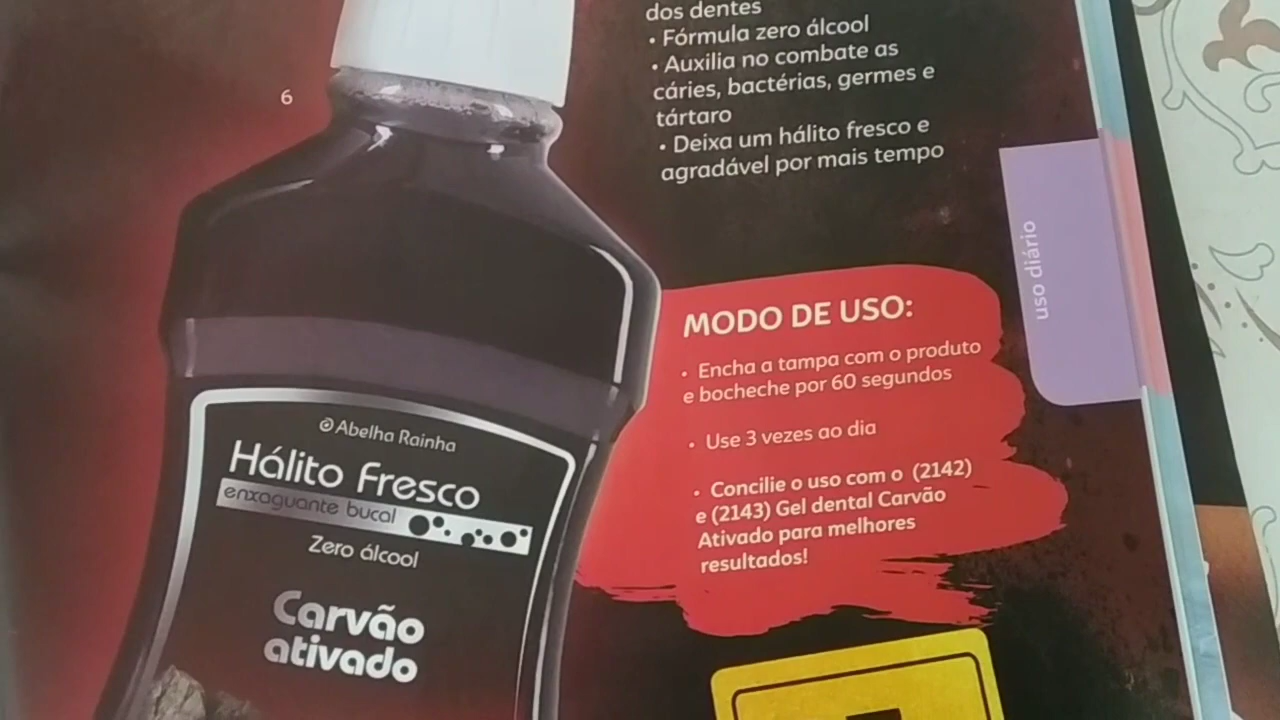 dos dentes
• Fórmula zero álcool
• Auxilia no combate as
cáries, bactérias, germes e
tártaro
• Deixa um hálito fresco e
agradável por mais tempo
6
uso diário
MODO DE USO:
• Encha a tampa com o produto
e bocheche por 60 segundos
• Use 3 vezes ao dia
• Concilie o uso com o (2142)
e (2143) Gel dental Carvão
Ativado para melhores
resultados!
Abelha Rainha
Hálito Fresco
enxaguante bucal
Zero álcool
Carvão
ativado